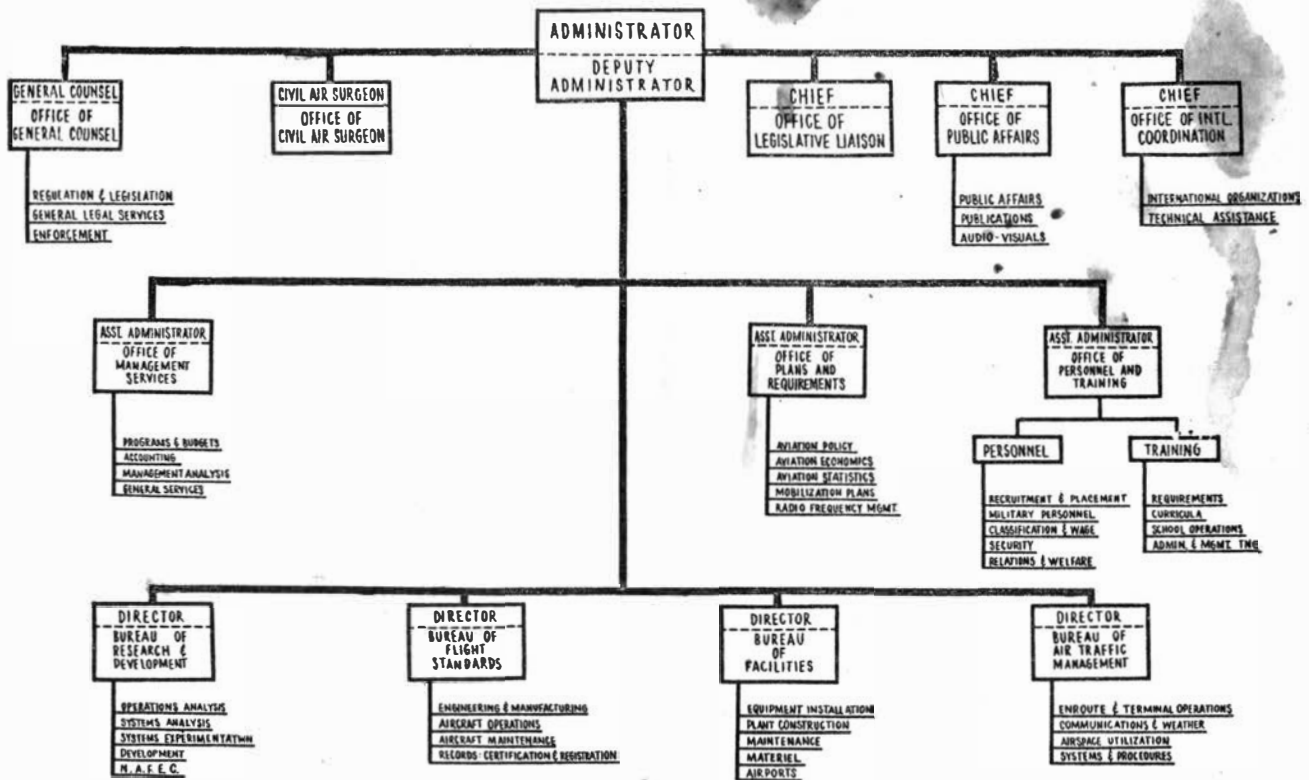 ADMINISTRATOR
DEPUTY
ADMINISTRATOR
GENERAL COUNSEL
OFFICE OF
GENERAL COUNSEL
REGULATION & LEGISLATION
GENERAL LEGAL SERVICES
ENFORCEMENT
CIVIL AIR SURGEON
OFFICE OF
CIVIL AIR SURGEON
CHIEF
OFFICE OF
LEGISLATIVE LIAISON
CHIEF
OFFICE OF
PUBLIC AFFAIRS
PUBLIC AFFAIRS
PUBLICATIONS
AUDIO-VISUALS
CHIEF
OFFICE OF INTL.
COORDINATION
INTERNATIONAL ORGANIZATIONS
TECHNICAL ASSISTANCE
ASST. ADMINISTRATOR
OFFICE OF
MANAGEMENT
SERVICES
PROGRAMS & BUDGETS
ACCOUNTING
MANAGEMENT ANALYSIS
GENERAL SERVICES
ASST. ADMINISTRATOR
OFFICE OF
PLANS AND
REQUIREMENTS
AVIATION POLICY
AVIATION ECONOMICS
AVIATION STATISTICS
MOBILIZATION PLANS
RADIO FREQUENCY MGMT.
ASST. ADMINISTRATOR
OFFICE OF
PERSONNEL AND
TRAINING
PERSONNEL
RECRUITMENT & PLACEMENT
MILITARY PERSONNEL
CLASSIFICATION & WAGE
SECURITY
RELATIONS & WELFARE
TRAINING
REQUIREMENTS
CURRICULA
SCHOOL OPERATIONS
ADMIN. & MGMT. TNG
DIRECTOR
BUREAU OF
RESEARCH &
DEVELOPMENT
OPERATIONS ANALYSIS
SYSTEMS ANALYSIS
SYSTEMS EXPERIMENTATION
DEVELOPMENT
N.A.F.E.C.
DIRECTOR
BUREAU OF
FLIGHT
STANDARDS
ENGINEERING & MANUFACTURING
AIRCRAFT OPERATIONS
AIRCRAFT MAINTENANCE
RECORDS-CERTIFICATION & REGISTRATION
DIRECTOR
BUREAU
OF
FACILITIES
EQUIPMENT INSTALLATION
PLANT CONSTRUCTION
MAINTENANCE
MATERIEL
AIRPORTS
DIRECTOR
BUREAU OF
AIR TRAFFIC
MANAGEMENT
ENROUTE & TERMINAL OPERATIONS
COMMUNICATIONS & WEATHER
AIRSPACE UTILIZATION
SYSTEMS & PROCEDURES